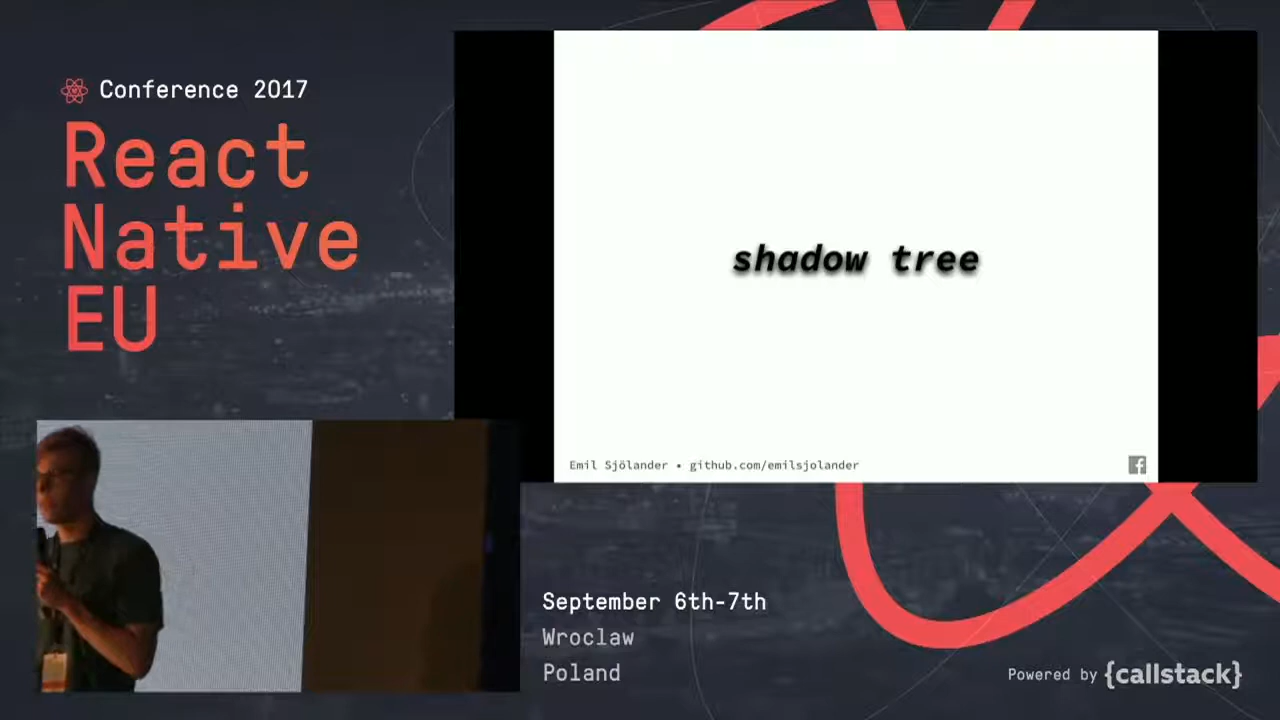 Conference 2017
React
Native
EU
shadow tree
Emil Sjölander • github.com/emilsjolander
September 6th-7th
Wroclaw
Poland
Powered by {callstack}